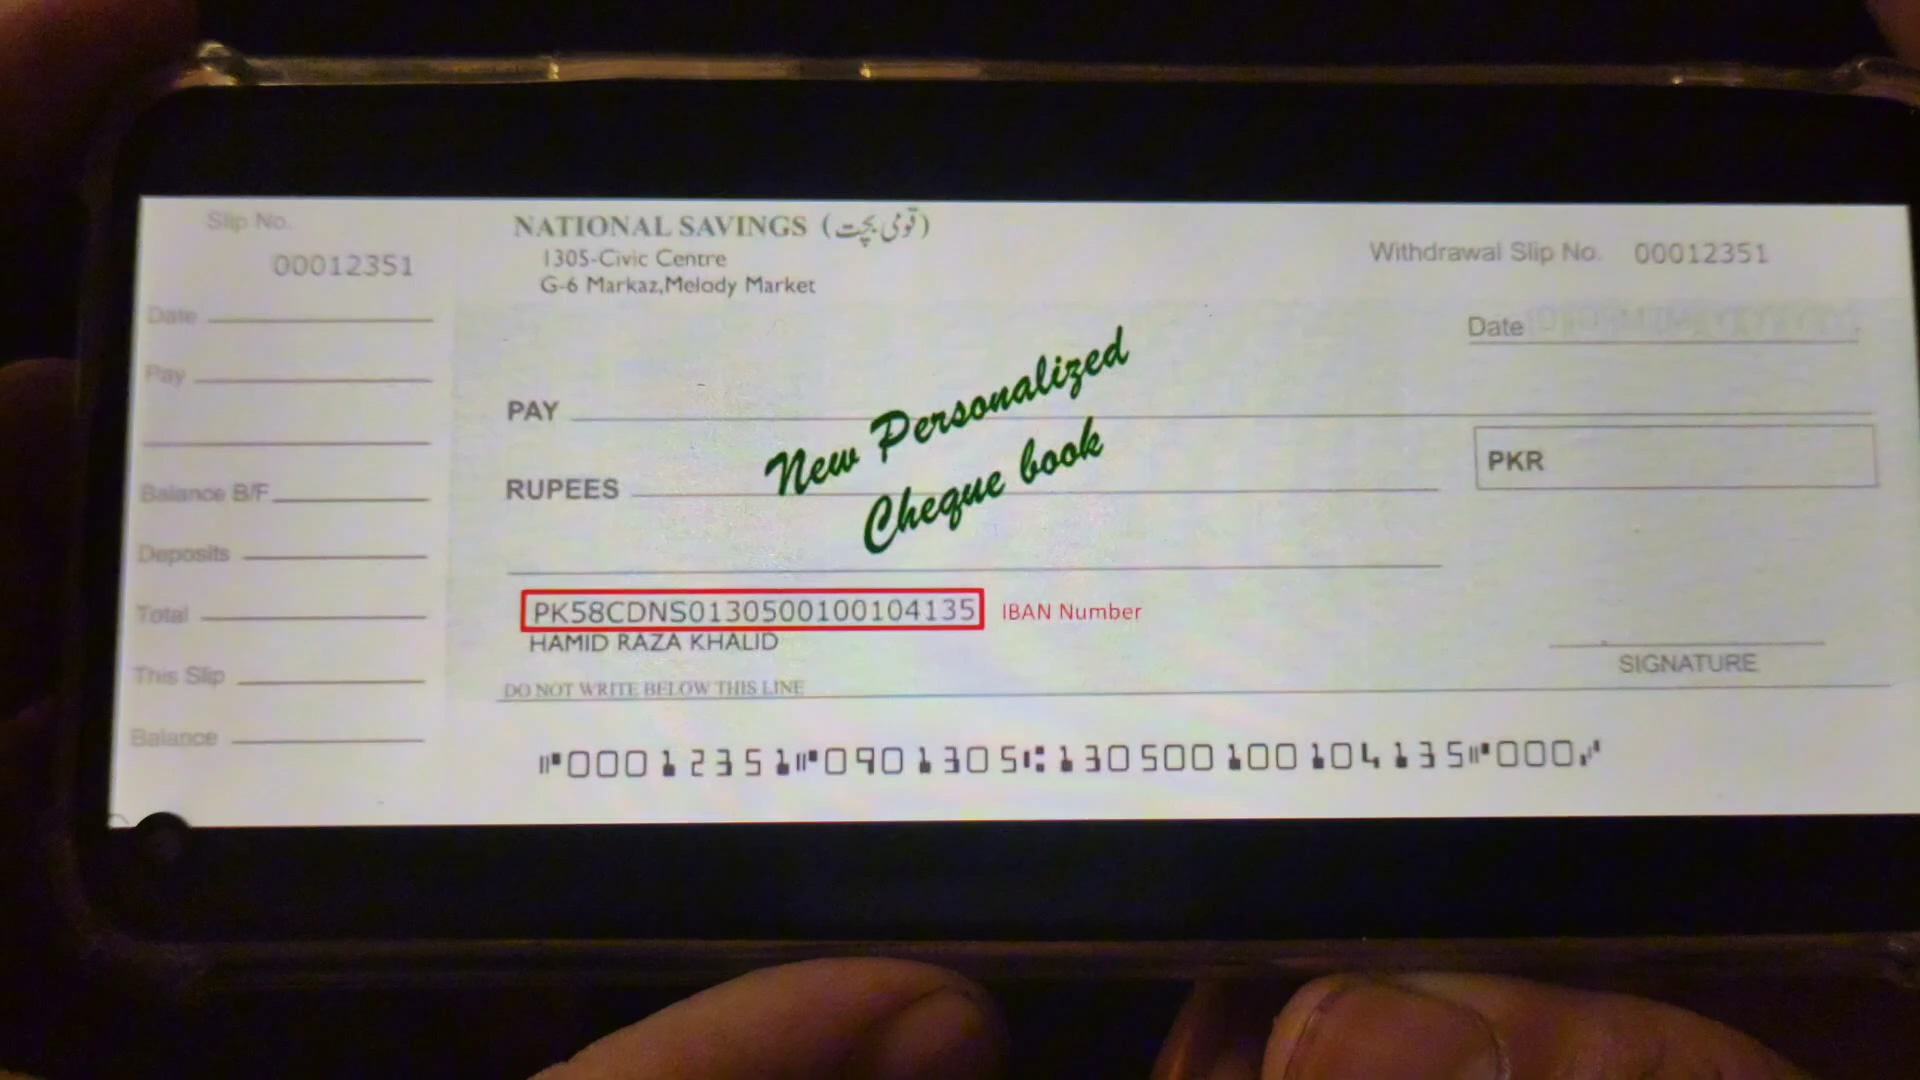 Slip No.
00012351
Date
Pay
Balance B/F
Deposits
Total
This Slip
Balance
NATIONAL SAVINGS (قومی بچت)
1305-Civic Centre
G-6 Markaz,Melody Market
Withdrawal Slip No. 00012351
Date
PAY
RUPEES
PKR
New Personalized
Cheque book
PK58CDNS0130500100104135 IBAN Number
HAMID RAZA KHALID
SIGNATURE
DO NOT WRITE BELOW THIS LINE
⑈00012351⑈0901305⑆130500100104135⑈000⑇